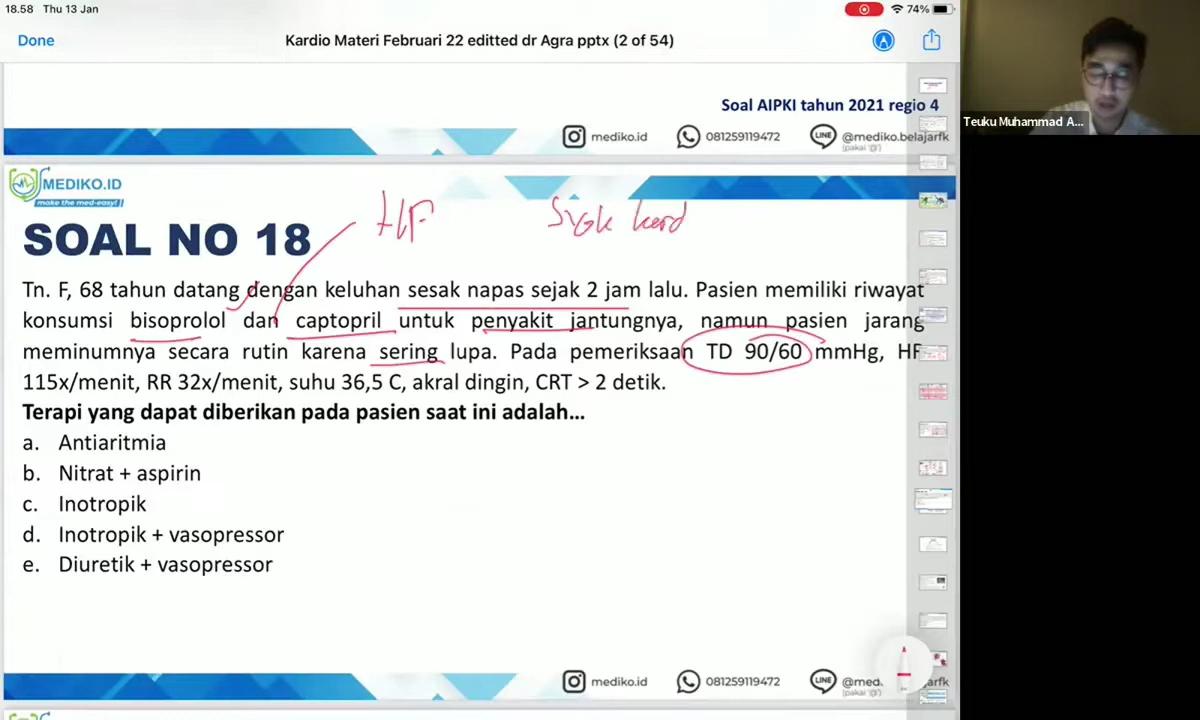 18.58 Thu 13 Jan
74%
Done
Kardio Materi Februari 22 editted dr Agra pptx (2 of 54)
Soal AIPKI tahun 2021 regio 4
mediko.id
081259119472
LINE
@mediko.belajarfk
(pakai '@')
Teuku Muhammad A...
MEDIKO.ID
make the med-easy!
HF
Syok kard
SOAL NO 18
Tn. F, 68 tahun datang dengan keluhan sesak napas sejak 2 jam lalu. Pasien memiliki riwayat
konsumsi bisoprolol dan captopril untuk penyakit jantungnya, namun pasien jarang
meminumnya secara rutin karena sering lupa. Pada pemeriksaan TD 90/60 mmHg, HR
115x/menit, RR 32x/menit, suhu 36,5 C, akral dingin, CRT > 2 detik.
Terapi yang dapat diberikan pada pasien saat ini adalah...
a. Antiaritmia
b. Nitrat + aspirin
c. Inotropik
d. Inotropik + vasopressor
e. Diuretik + vasopressor
mediko.id
081259119472
LINE
@med
arfk
(pakai '@')